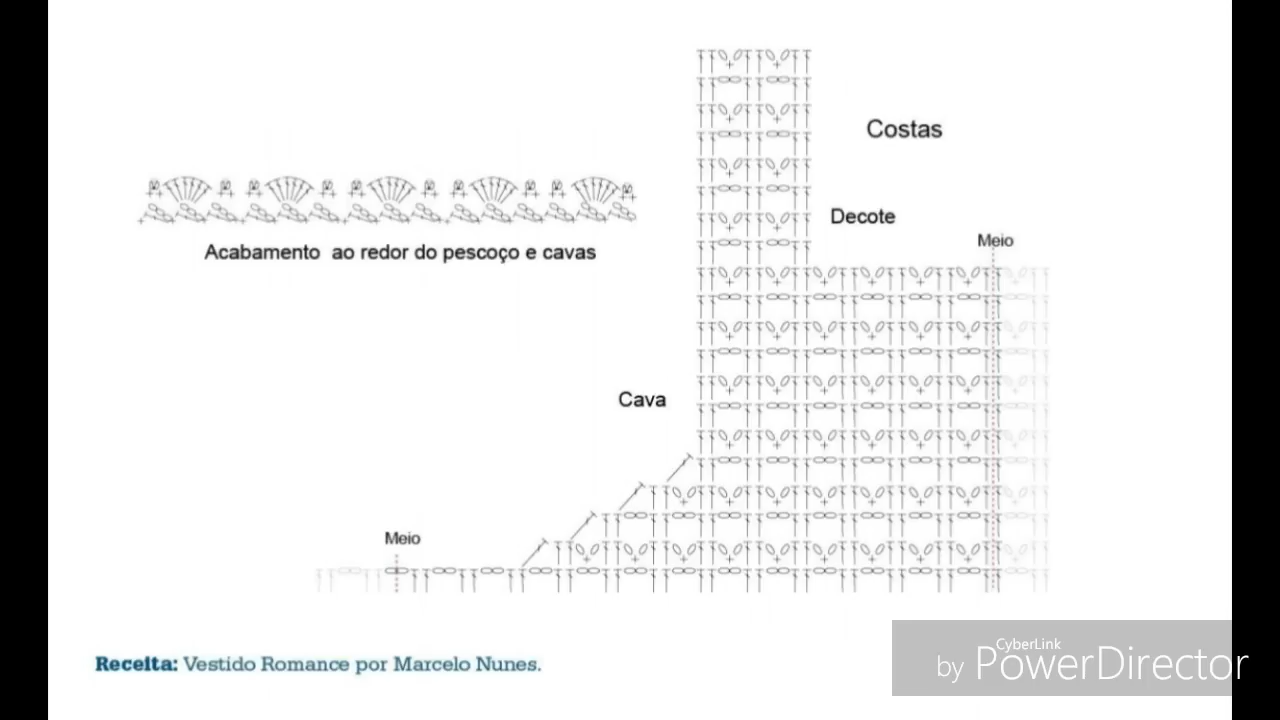 Costas
Decote
Meio
Acabamento ao redor do pescoço e cavas
Cava
Meio
Receita: Vestido Romance por Marcelo Nunes.
CyberLink
by PowerDirector